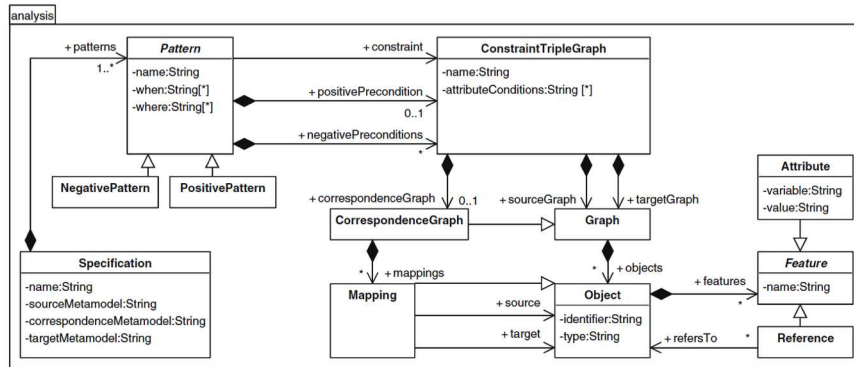 analysis
Pattern
-name:String
-when:String[*]
-where:String[*]
+patterns
1..*
+constraint
+positivePrecondition
0..1
+negativePreconditions
*
ConstraintTripleGraph
-name:String
-attributeConditions:String [*]
NegativePattern
PositivePattern
+correspondenceGraph
0..1
+sourceGraph
+targetGraph
Attribute
-variable:String
-value:String
CorrespondenceGraph
Graph
Specification
-name:String
-sourceMetamodel:String
-correspondenceMetamodel:String
-targetMetamodel:String
*
+mappings
*
+objects
Mapping
+source
+target
Object
-identifier:String
-type:String
+features
*
Feature
-name:String
+refersTo
*
Reference